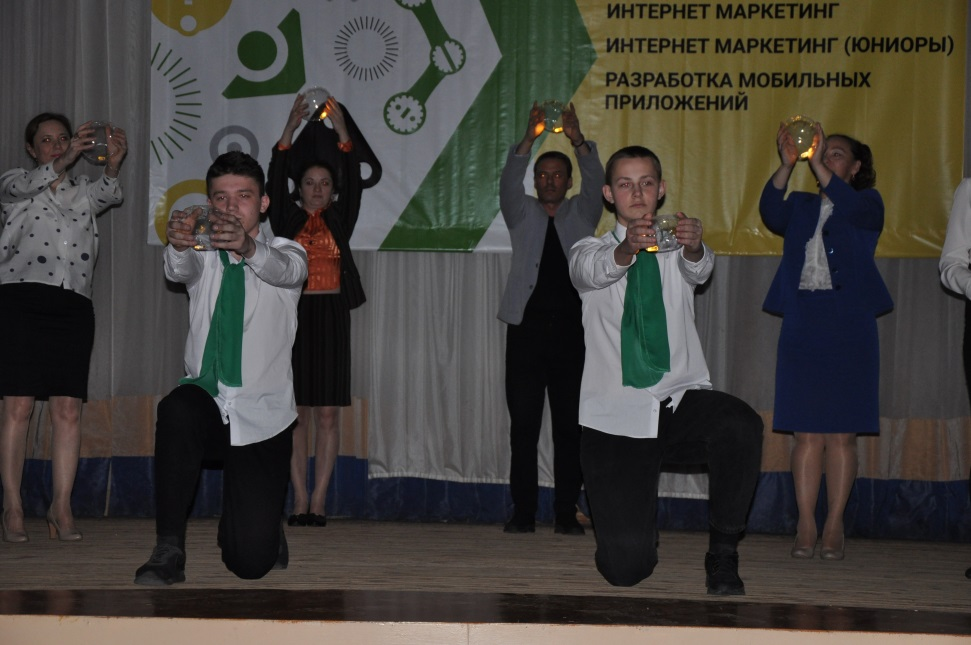 ИНТЕРНЕТ МАРКЕТИНГ
ИНТЕРНЕТ МАРКЕТИНГ (ЮНИОРЫ)
РАЗРАБОТКА МОБИЛЬНЫХ
ПРИЛОЖЕНИЙ